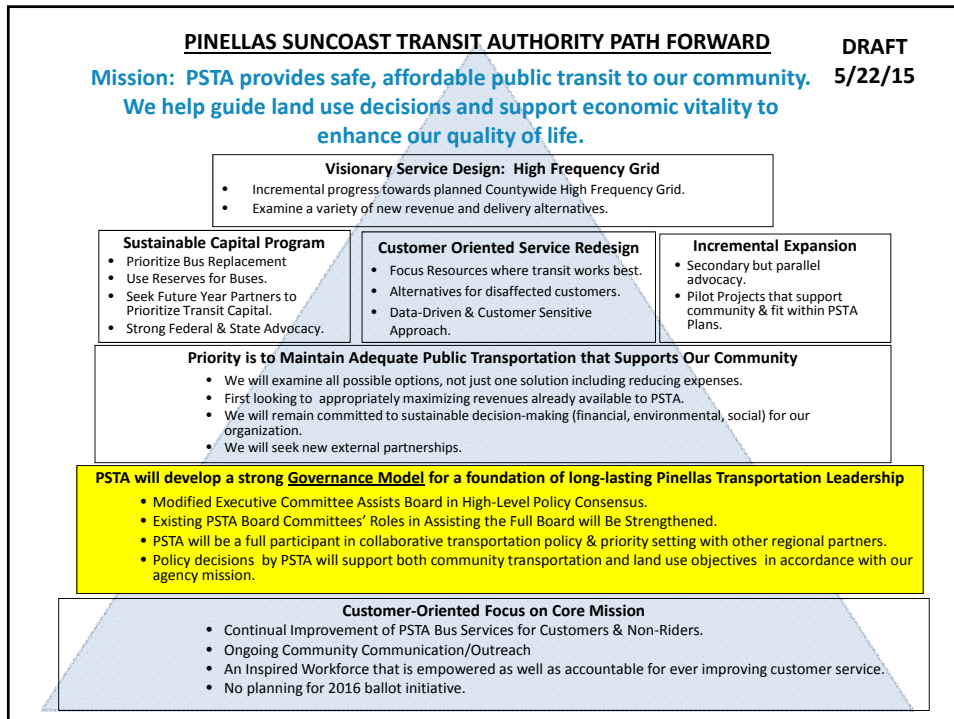 PINELLAS SUNCOAST TRANSIT AUTHORITY PATH FORWARD
DRAFT
5/22/15
Mission: PSTA provides safe, affordable public transit to our community.
We help guide land use decisions and support economic vitality to
enhance our quality of life.
Visionary Service Design: High Frequency Grid
• Incremental progress towards planned Countywide High Frequency Grid.
• Examine a variety of new revenue and delivery alternatives.
Sustainable Capital Program
• Prioritize Bus Replacement
• Use Reserves for Buses.
• Seek Future Year Partners to
Prioritize Transit Capital.
• Strong Federal & State Advocacy.
Customer Oriented Service Redesign
• Focus Resources where transit works best.
• Alternatives for disaffected customers.
• Data-Driven & Customer Sensitive
Approach.
Incremental Expansion
• Secondary but parallel
advocacy.
• Pilot Projects that support
community & fit within PSTA
Plans.
Priority is to Maintain Adequate Public Transportation that Supports Our Community
• We will examine all possible options, not just one solution including reducing expenses.
• First looking to appropriately maximizing revenues already available to PSTA.
• We will remain committed to sustainable decision-making (financial, environmental, social) for our
organization.
• We will seek new external partnerships.
PSTA will develop a strong Governance Model for a foundation of long-lasting Pinellas Transportation Leadership
• Modified Executive Committee Assists Board in High-Level Policy Consensus.
• Existing PSTA Board Committees' Roles in Assisting the Full Board will Be Strengthened.
• PSTA will be a full participant in collaborative transportation policy & priority setting with other regional partners.
• Policy decisions by PSTA will support both community transportation and land use objectives in accordance with our
agency mission.
Customer-Oriented Focus on Core Mission
• Continual Improvement of PSTA Bus Services for Customers & Non-Riders.
• Ongoing Community Communication/Outreach
• An Inspired Workforce that is empowered as well as accountable for ever improving customer service.
• No planning for 2016 ballot initiative.